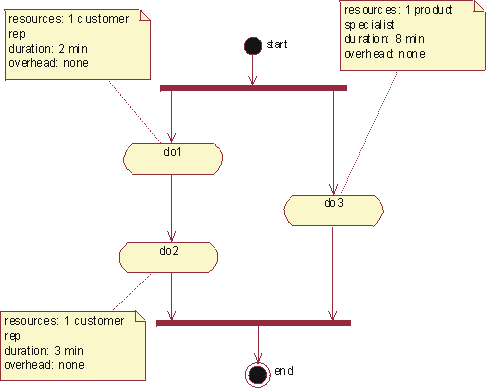 resources: 1 customer
rep
duration: 2 min
overhead: none
resources: 1 product
specialist
duration: 8 min
overhead: none
start
do1
do3
do2
resources: 1 customer
rep
duration: 3 min
overhead: none
end